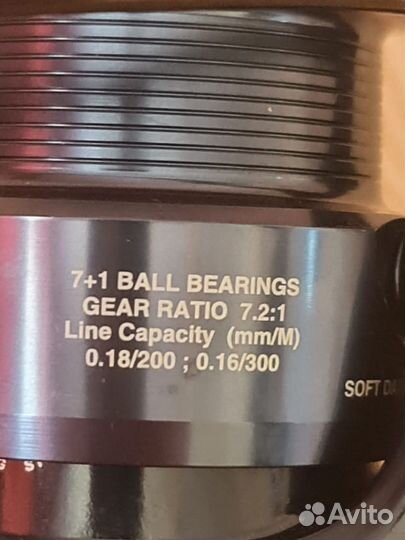 7+1 BALL BEARINGS
GEAR RATIO 7.2:1
Line Capacity (mm/M)
0.18/200 ; 0.16/300
SOFT
Avito